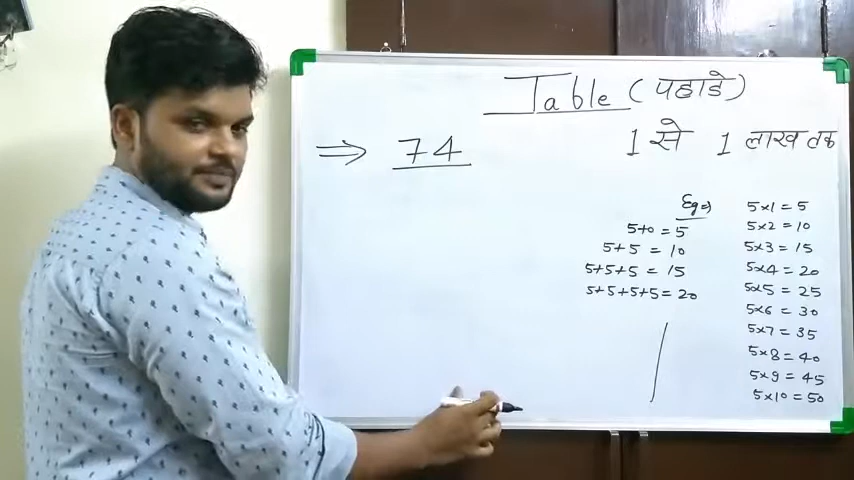 Table (पहाडे)
1 से 1 लाख तक
⇒ 74
Eg ⇒
5+0 = 5
5+5 = 10
5+5+5 = 15
5+5+5+5 = 20
5×1 = 5
5×2 = 10
5×3 = 15
5×4 = 20
5×5 = 25
5×6 = 30
5×7 = 35
5×8 = 40
5×9 = 45
5×10 = 50